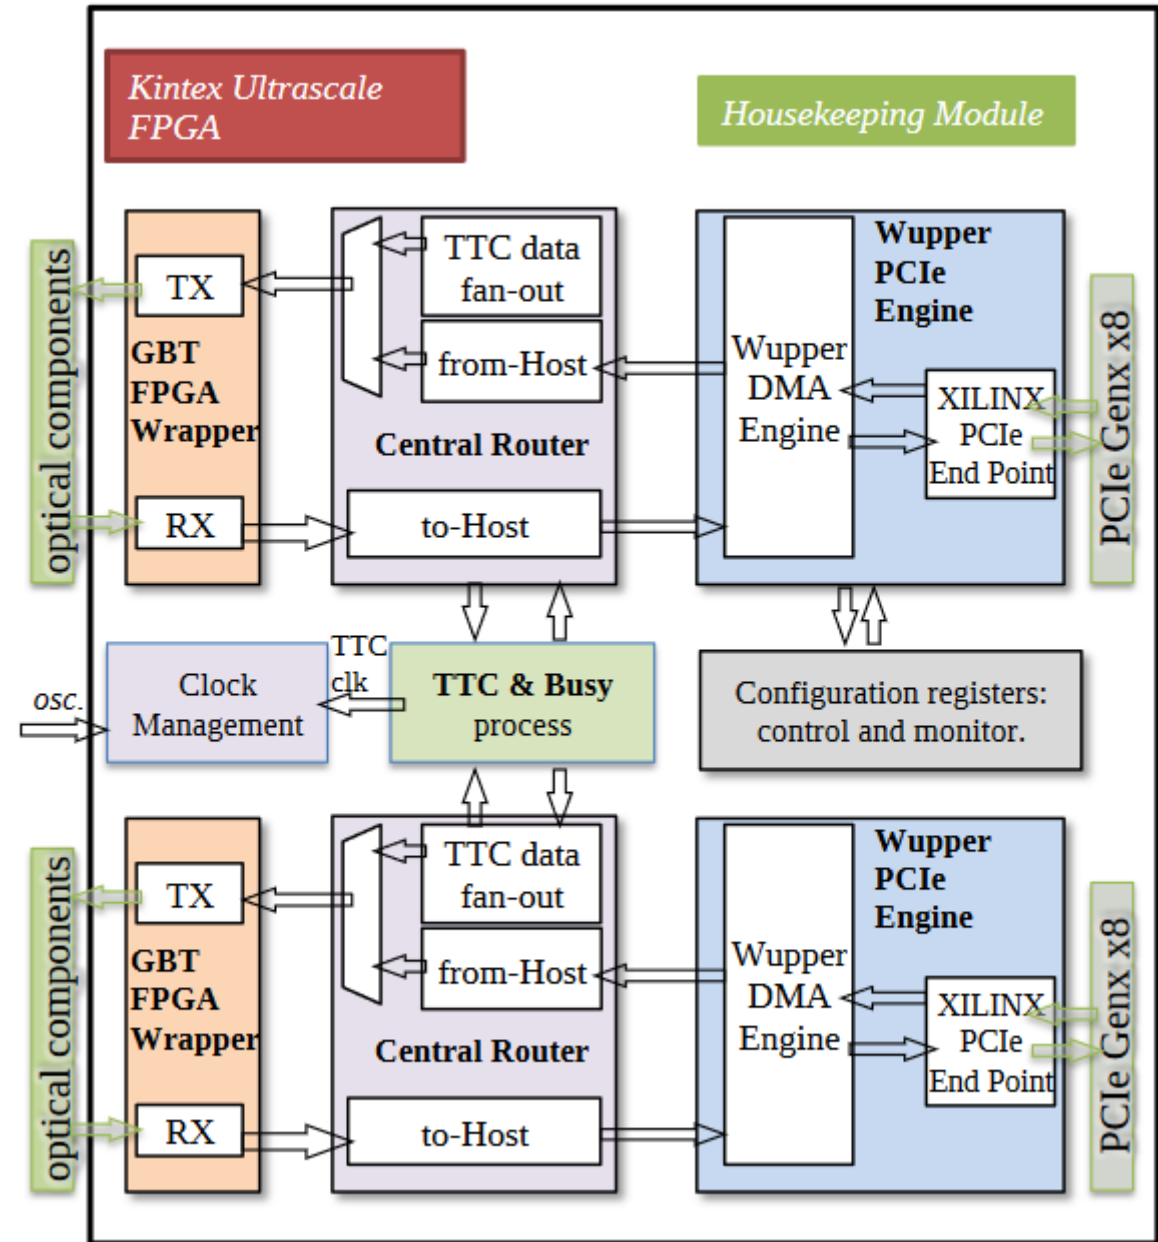 Kintex Ultrascale
FPGA
Housekeeping Module
optical components
TX
GBT
FPGA
Wrapper
RX
TTC data
fan-out
from-Host
Central Router
to-Host
Wupper
DMA
Engine
Wupper
PCIe
Engine
XILINX
PCIe
End Point
PCIe Genx x8
osc.
Clock
Management
TTC
clk
TTC & Busy
process
Configuration registers:
control and monitor.
optical components
TX
GBT
FPGA
Wrapper
RX
TTC data
fan-out
from-Host
Central Router
to-Host
Wupper
DMA
Engine
Wupper
PCIe
Engine
XILINX
PCIe
End Point
PCIe Genx x8